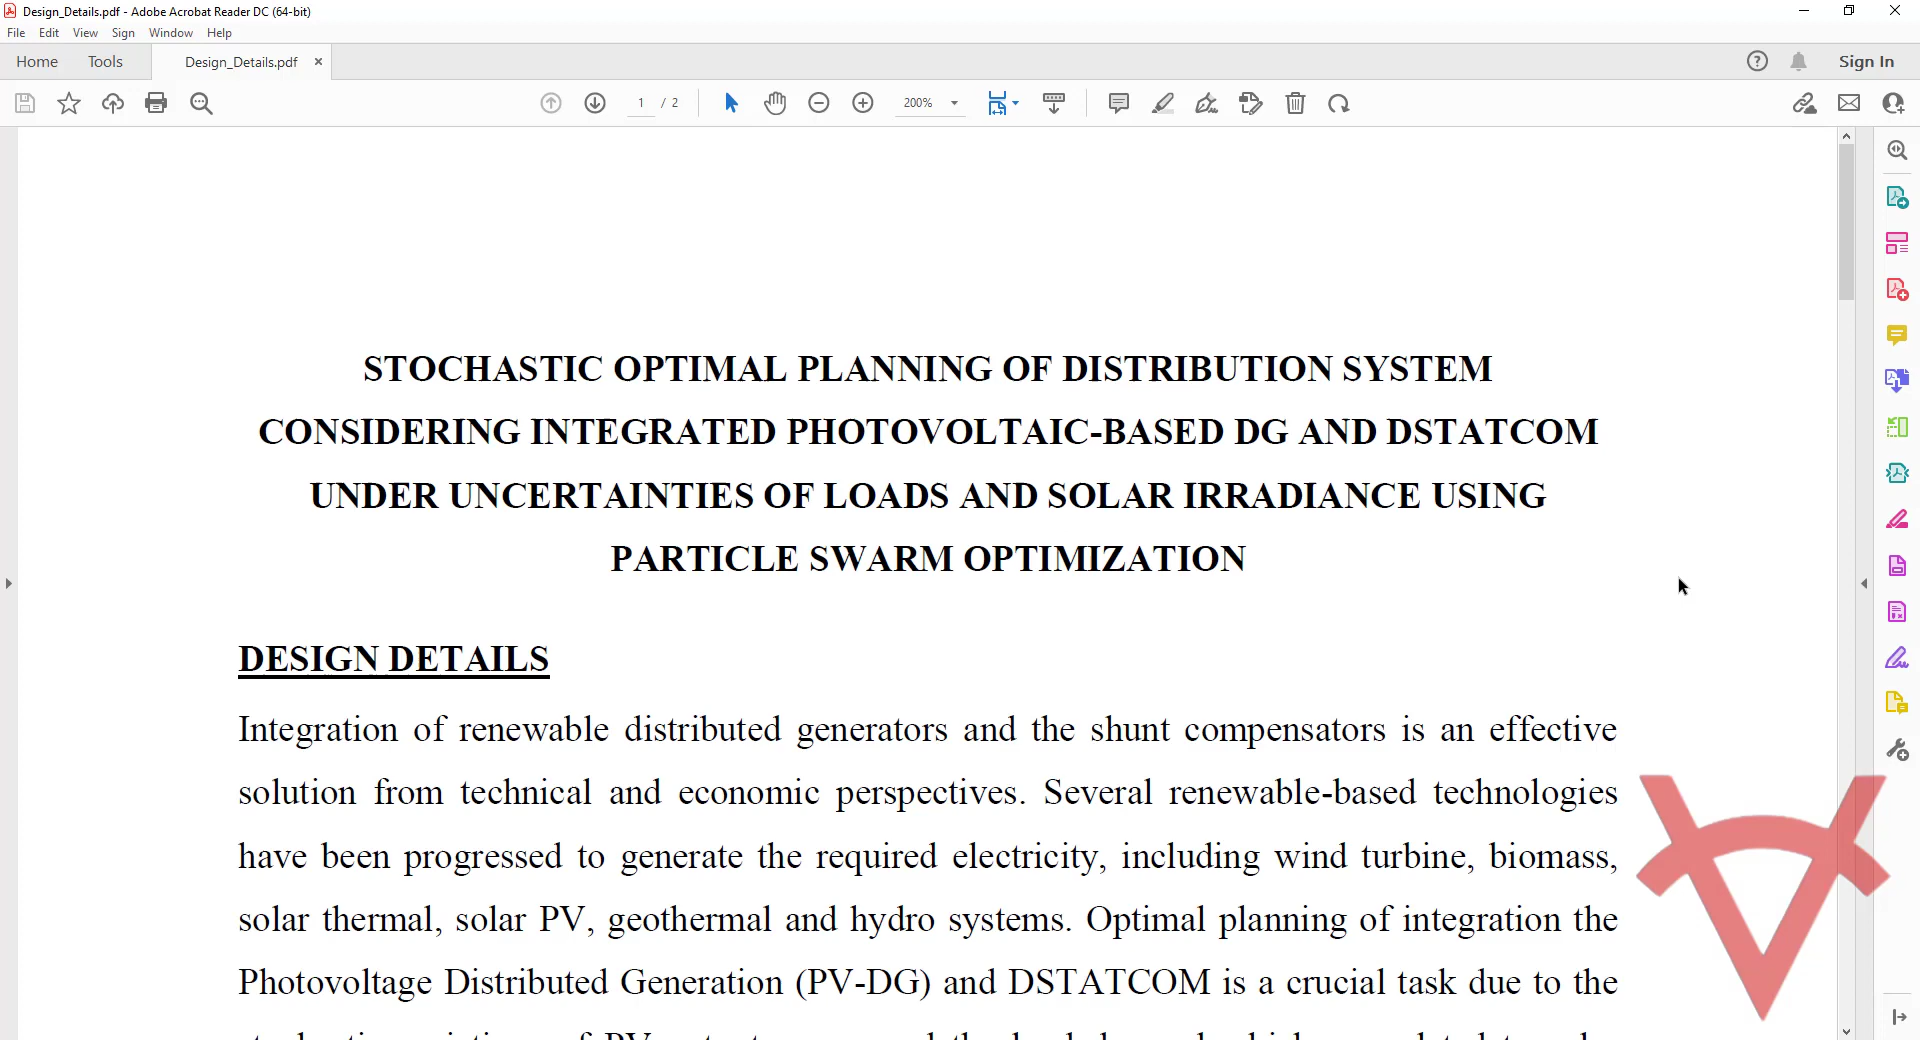 Design_Details.pdf - Adobe Acrobat Reader DC (64-bit)
File Edit View Sign Window Help
Home Tools Design_Details.pdf × Sign In
1 / 2 200%
STOCHASTIC OPTIMAL PLANNING OF DISTRIBUTION SYSTEM
CONSIDERING INTEGRATED PHOTOVOLTAIC-BASED DG AND DSTATCOM
UNDER UNCERTAINTIES OF LOADS AND SOLAR IRRADIANCE USING
PARTICLE SWARM OPTIMIZATION
DESIGN DETAILS
Integration of renewable distributed generators and the shunt compensators is an effective
solution from technical and economic perspectives. Several renewable-based technologies
have been progressed to generate the required electricity, including wind turbine, biomass,
solar thermal, solar PV, geothermal and hydro systems. Optimal planning of integration the
Photovoltage Distributed Generation (PV-DG) and DSTATCOM is a crucial task due to the